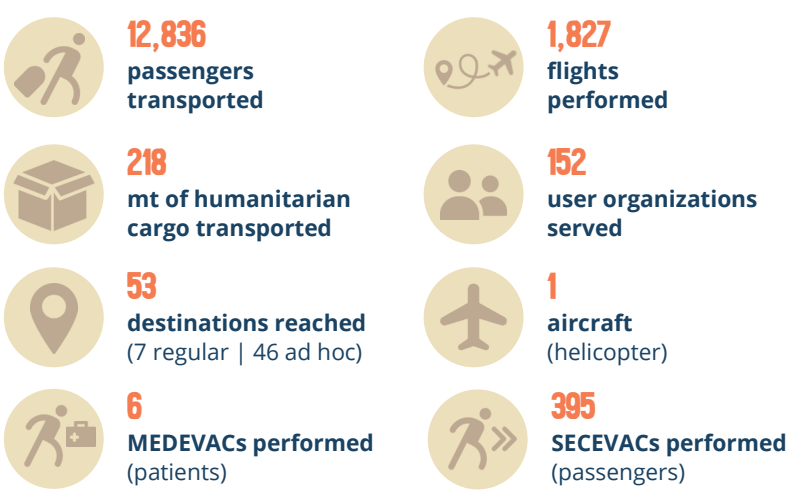 12,836
passengers
transported
1,827
flights
performed
218
mt of humanitarian
cargo transported
152
user organizations
served
53
destinations reached
(7 regular | 46 ad hoc)
1
aircraft
(helicopter)
6
MEDEVACs performed
(patients)
395
SECEVACs performed
(passengers)